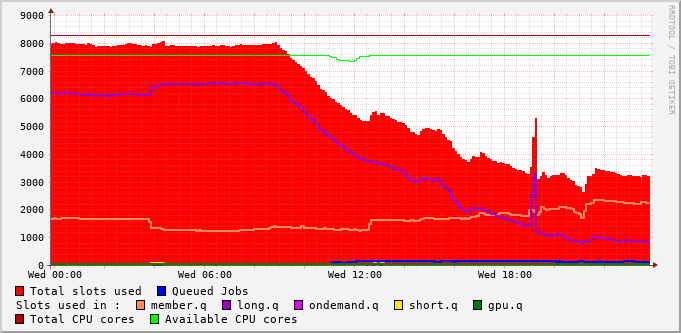 9000
8000
7000
6000
5000
4000
3000
2000
1000
0
Wed 00:00 Wed 06:00 Wed 12:00 Wed 18:00
Total slots used Queued Jobs
Slots used in : member.q long.q ondemand.q short.q gpu.q
Total CPU cores Available CPU cores
RRDTOOL / TOBI OETIKER